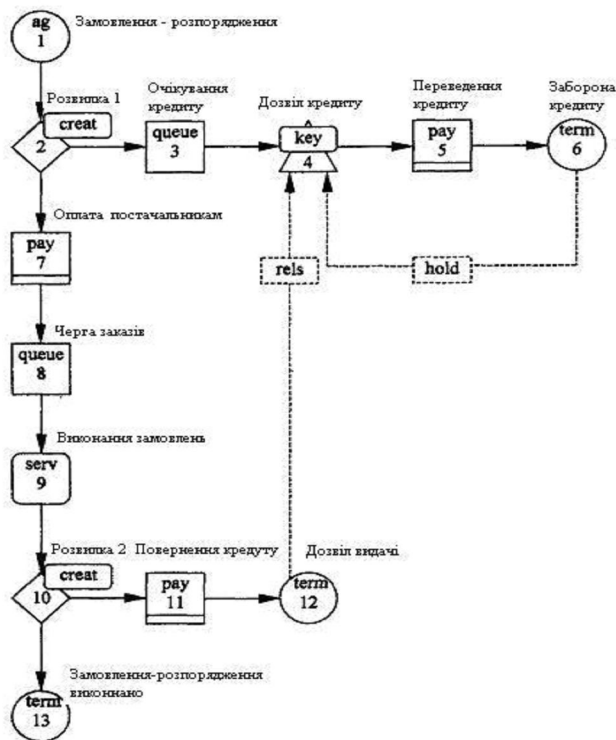 ag
1
Замовлення - розпорядження
Розвилка 1
creat
2
Очікування
кредиту
queue
3
Дозвіл кредиту
key
4
Переведення
кредиту
pay
5
Заборона
кредиту
term
6
Оплата постачальникам
pay
7
rels
hold
Черга заказів
queue
8
Виконання замовлень
serv
9
Розвилка 2
creat
10
Повернення кредуту
pay
11
Дозвіл видачі
term
12
Замовлення-розпорядження
виконнано
term
13